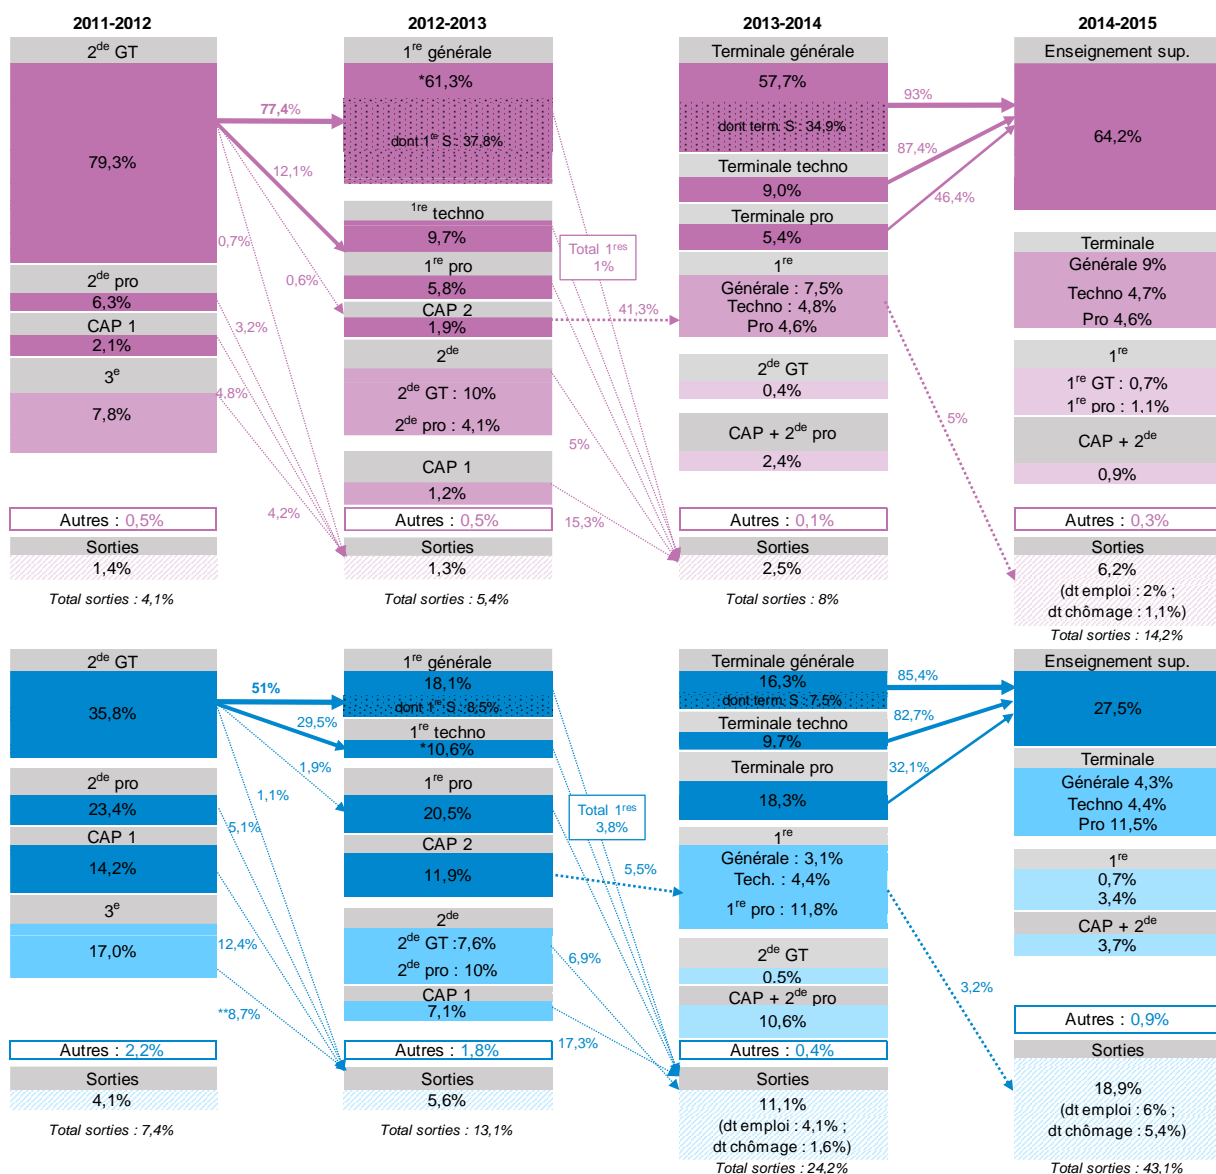 2011-2012
2012-2013
2013-2014
2014-2015
2de GT
79,3%
2de pro
6,3%
CAP 1
2,1%
3e
7,8%
Autres : 0,5%
Sorties
1,4%
Total sorties : 4,1%
77,4%
12,1%
0,7%
0,6%
3,2%
4,8%
4,2%
1re générale
*61,3%
dont 1re S : 37,8%
1re techno
9,7%
1re pro
5,8%
CAP 2
1,9%
2de
2de GT : 10%
2de pro : 4,1%
CAP 1
1,2%
Autres : 0,5%
Sorties
1,3%
Total sorties : 5,4%
Total 1res
1%
41,3%
5%
15,3%
Terminale générale
57,7%
dont term. S : 34,9%
Terminale techno
9,0%
Terminale pro
5,4%
1re
Générale : 7,5%
Techno : 4,8%
Pro 4,6%
2de GT
0,4%
CAP + 2de pro
2,4%
Autres : 0,1%
Sorties
2,5%
Total sorties : 8%
93%
87,4%
46,4%
5%
Enseignement sup.
64,2%
Terminale
Générale 9%
Techno 4,7%
Pro 4,6%
1re
1re GT : 0,7%
1re pro : 1,1%
CAP + 2de
0,9%
Autres : 0,3%
Sorties
6,2%
(dt emploi : 2% ;
dt chômage : 1,1%)
Total sorties : 14,2%
2de GT
35,8%
2de pro
23,4%
CAP 1
14,2%
3e
17,0%
Autres : 2,2%
Sorties
4,1%
Total sorties : 7,4%
51%
29,5%
1,9%
1,1%
5,1%
12,4%
**8,7%
1re générale
18,1%
dont 1re S : 8,5%
1re techno
*10,6%
1re pro
20,5%
CAP 2
11,9%
2de
2de GT :7,6%
2de pro : 10%
CAP 1
7,1%
Autres : 1,8%
Sorties
5,6%
Total sorties : 13,1%
Total 1res
3,8%
5,5%
6,9%
17,3%
Terminale générale
16,3%
dont term. S : 7,5%
Terminale techno
9,7%
Terminale pro
18,3%
1re
Générale : 3,1%
Tech. : 4,4%
1re pro : 11,8%
2de GT
0.5%
CAP + 2de pro
10,6%
Autres : 0,4%
Sorties
11,1%
(dt emploi : 4,1% ;
dt chômage : 1,6%)
Total sorties : 24,2%
85,4%
82,7%
32,1%
3,2%
Enseignement sup.
27,5%
Terminale
Générale 4,3%
Techno 4,4%
Pro 11,5%
1re
0,7%
3,4%
CAP + 2de
3,7%
Autres : 0,9%
Sorties
18,9%
(dt emploi : 6% ;
dt chômage : 5,4%)
Total sorties : 43,1%